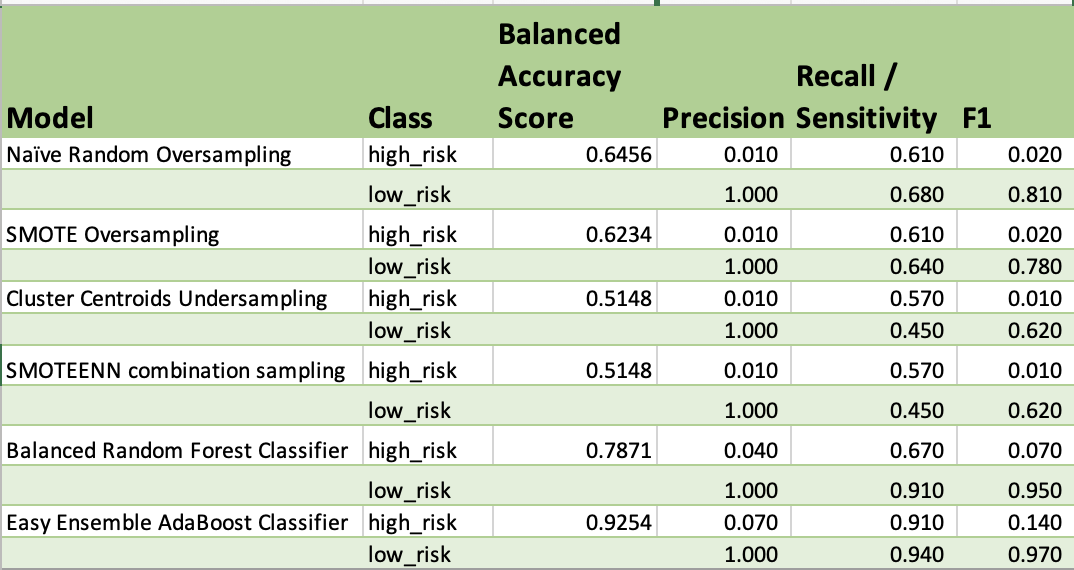 Model Class Balanced Accuracy Score Precision Recall / Sensitivity F1
Naïve Random Oversampling high_risk 0.6456 0.010 0.610 0.020
low_risk 1.000 0.680 0.810
SMOTE Oversampling high_risk 0.6234 0.010 0.610 0.020
low_risk 1.000 0.640 0.780
Cluster Centroids Undersampling high_risk 0.5148 0.010 0.570 0.010
low_risk 1.000 0.450 0.620
SMOTEENN combination sampling high_risk 0.5148 0.010 0.570 0.010
low_risk 1.000 0.450 0.620
Balanced Random Forest Classifier high_risk 0.7871 0.040 0.670 0.070
low_risk 1.000 0.910 0.950
Easy Ensemble AdaBoost Classifier high_risk 0.9254 0.070 0.910 0.140
low_risk 1.000 0.940 0.970